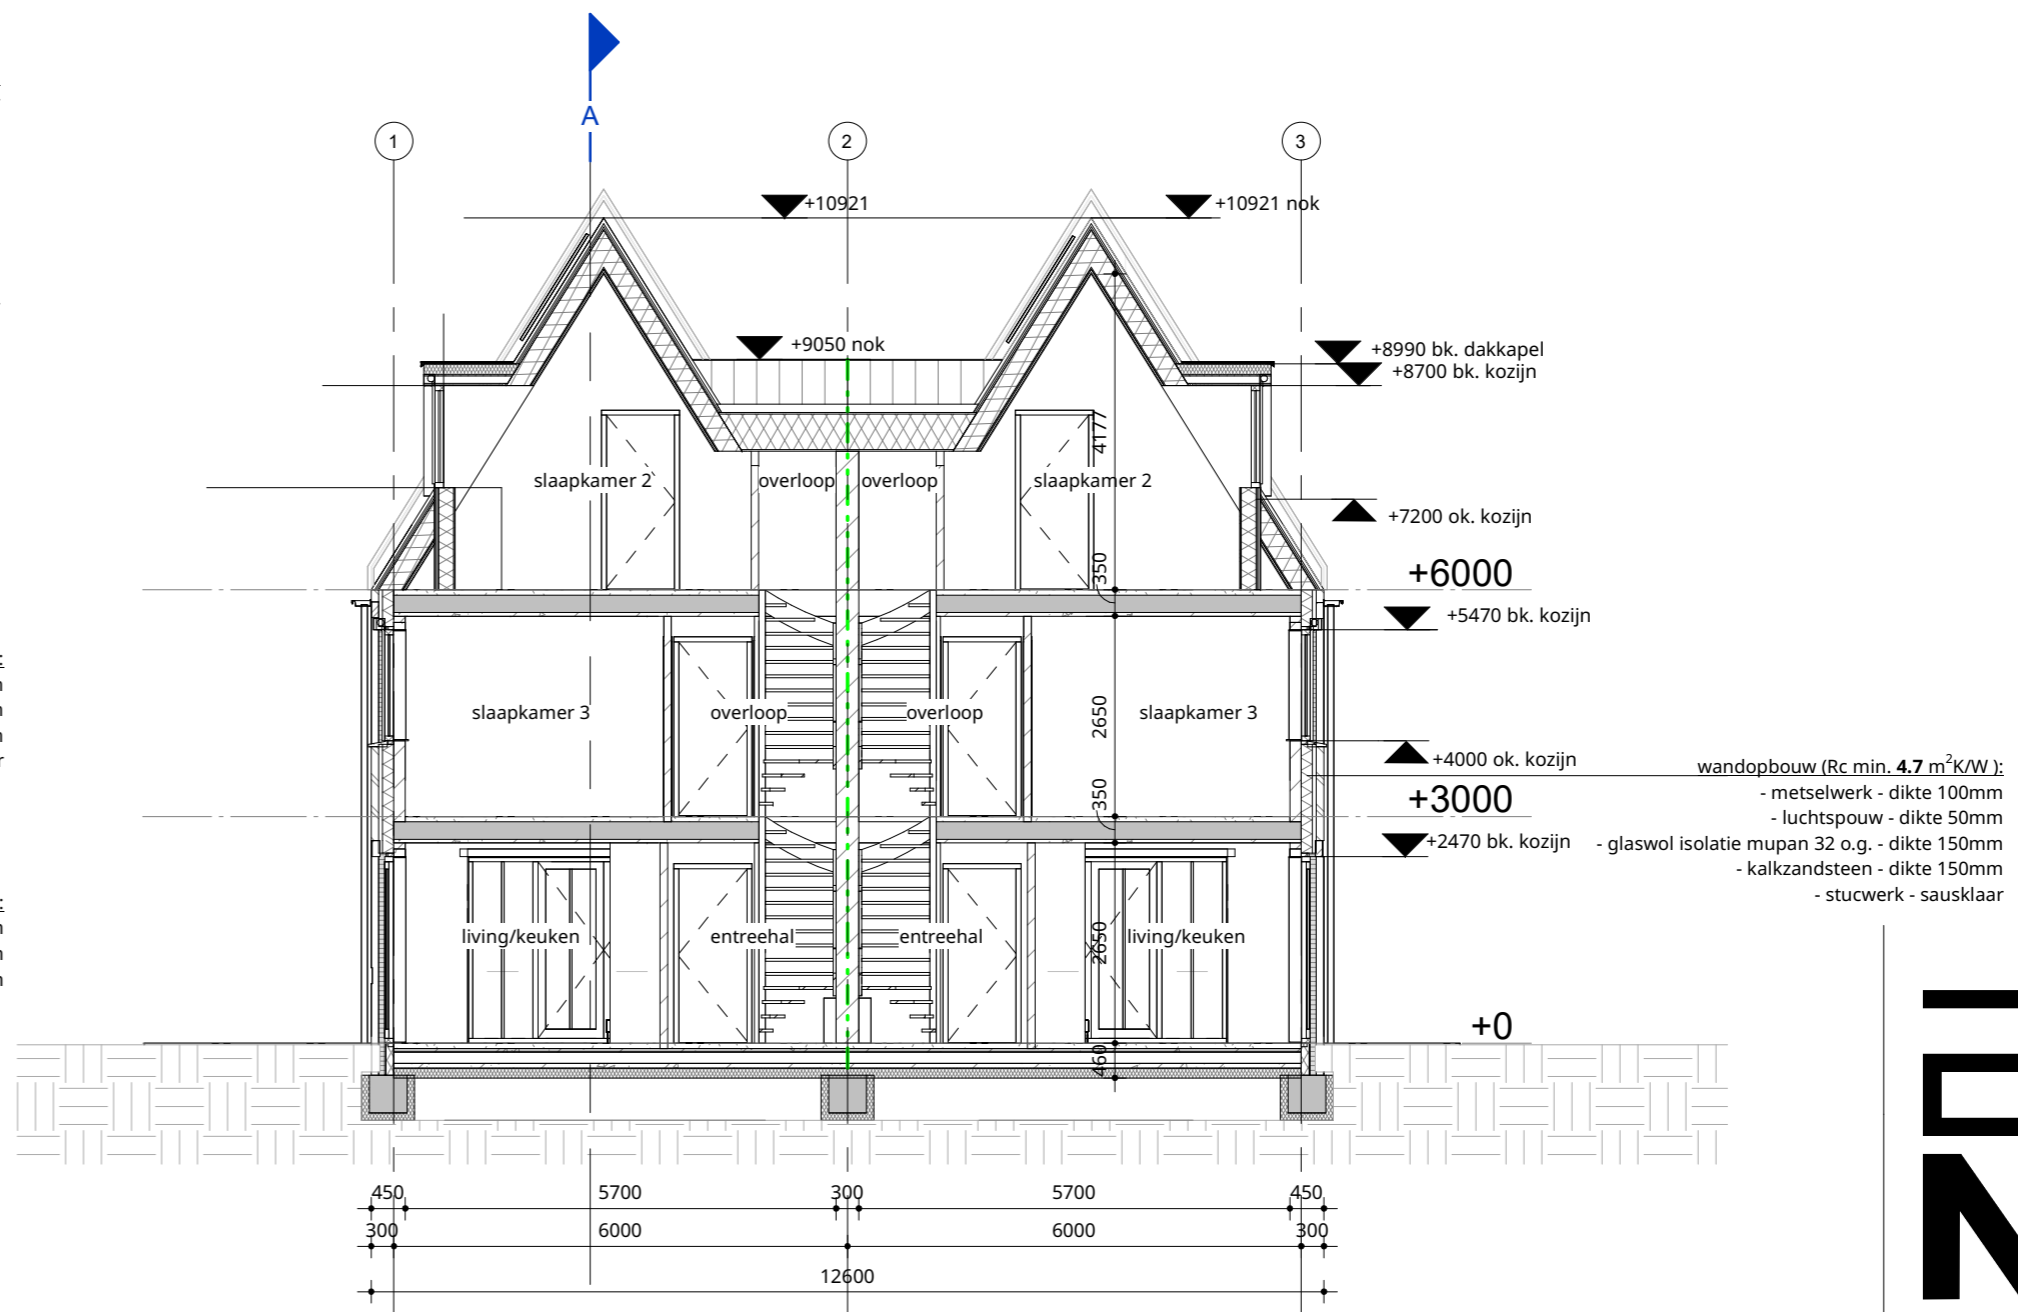 A
1
2
3
+10921
+10921 nok
+9050 nok
+8990 bk. dakkapel
+8700 bk. kozijn
4177
slaapkamer 2
overloop
overloop
slaapkamer 2
+7200 ok. kozijn
350
+6000
+5470 bk. kozijn
slaapkamer 3
overloop
overloop
2650
slaapkamer 3
+4000 ok. kozijn
wandopbouw (Rc min. 4.7 m²K/W ):
- metselwerk - dikte 100mm
350
+3000
- luchtspouw - dikte 50mm
+2470 bk. kozijn
- glaswol isolatie mupan 32 o.g. - dikte 150mm
- kalkzandsteen - dikte 150mm
- stucwerk - sausklaar
living/keuken
entreehal
entreehal
2650
living/keuken
+0
460
450
5700
300
5700
450
300
6000
6000
300
12600